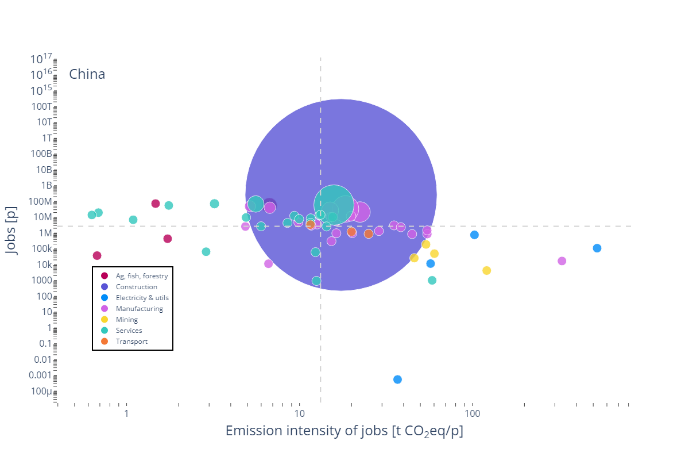 China
10^17
10^16
10^15
100T
10T
1T
100B
10B
1B
100M
10M
1M
100k
10k
1000
100
10
1
0.1
0.01
0.001
100μ
Jobs [p]
Ag, fish, forestry
Construction
Electricity & utils
Manufacturing
Mining
Services
Transport
1
10
100
Emission intensity of jobs [t CO₂eq/p]